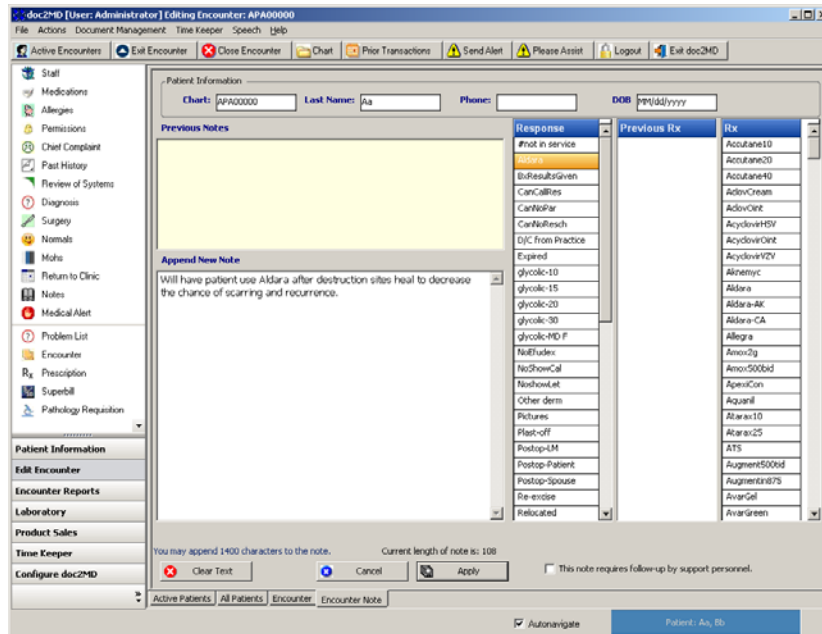 doc2MD [User: Administrator] Editing Encounter: APA00000
File Actions Document Management Time Keeper Speech Help
Active Encounters Exit Encounter Close Encounter Chart Prior Transactions Send Alert Please Assist Logout Exit doc2MD
Staff
Medications
Allergies
Permissions
Chief Complaint
Past History
Review of Systems
Diagnosis
Surgery
Normals
Mohs
Return to Clinic
Notes
Medical Alert
Problem List
Encounter
Rx Prescription
Superbill
Pathology Requisition
Patient Information
Edit Encounter
Encounter Reports
Laboratory
Product Sales
Time Keeper
Configure doc2MD
Patient Information
Chart: APA00000 Last Name: Aa Phone: DOB MM/dd/yyyy
Previous Notes
Append New Note
Will have patient use Aldara after destruction sites heal to decrease
the chance of scarring and recurrence.
Response
#not in service
Aldara
BxResultsGiven
CanCallRes
CanNoPar
CanNoResch
D/C from Practice
Expired
glycolic-10
glycolic-15
glycolic-20
glycolic-30
glycolic-MD F
NoEfudex
NoShowCal
NoshowLet
Other derm
Pictures
Plast-off
Postop-LM
Postop-Patient
Postop-Spouse
Re-excise
Relocated
Previous Rx
Rx
Accutane10
Accutane20
Accutane40
AclovCream
AclovOint
AcyclovirHSV
AcyclovirOint
AcyclovirVZV
Aknemyc
Aldara
Aldara-AK
Aldara-CA
Allegra
Amox2g
Amox500bid
ApexiCon
Aquanil
Atarax10
Atarax25
ATS
Augment500tid
Augmentin875
AvarGel
AvarGreen
You may append 1400 characters to the note. Current length of note is: 108
Clear Text Cancel Apply This note requires follow-up by support personnel.
Active Patients All Patients Encounter Encounter Note
Autonavigate Patient: Aa, Bb